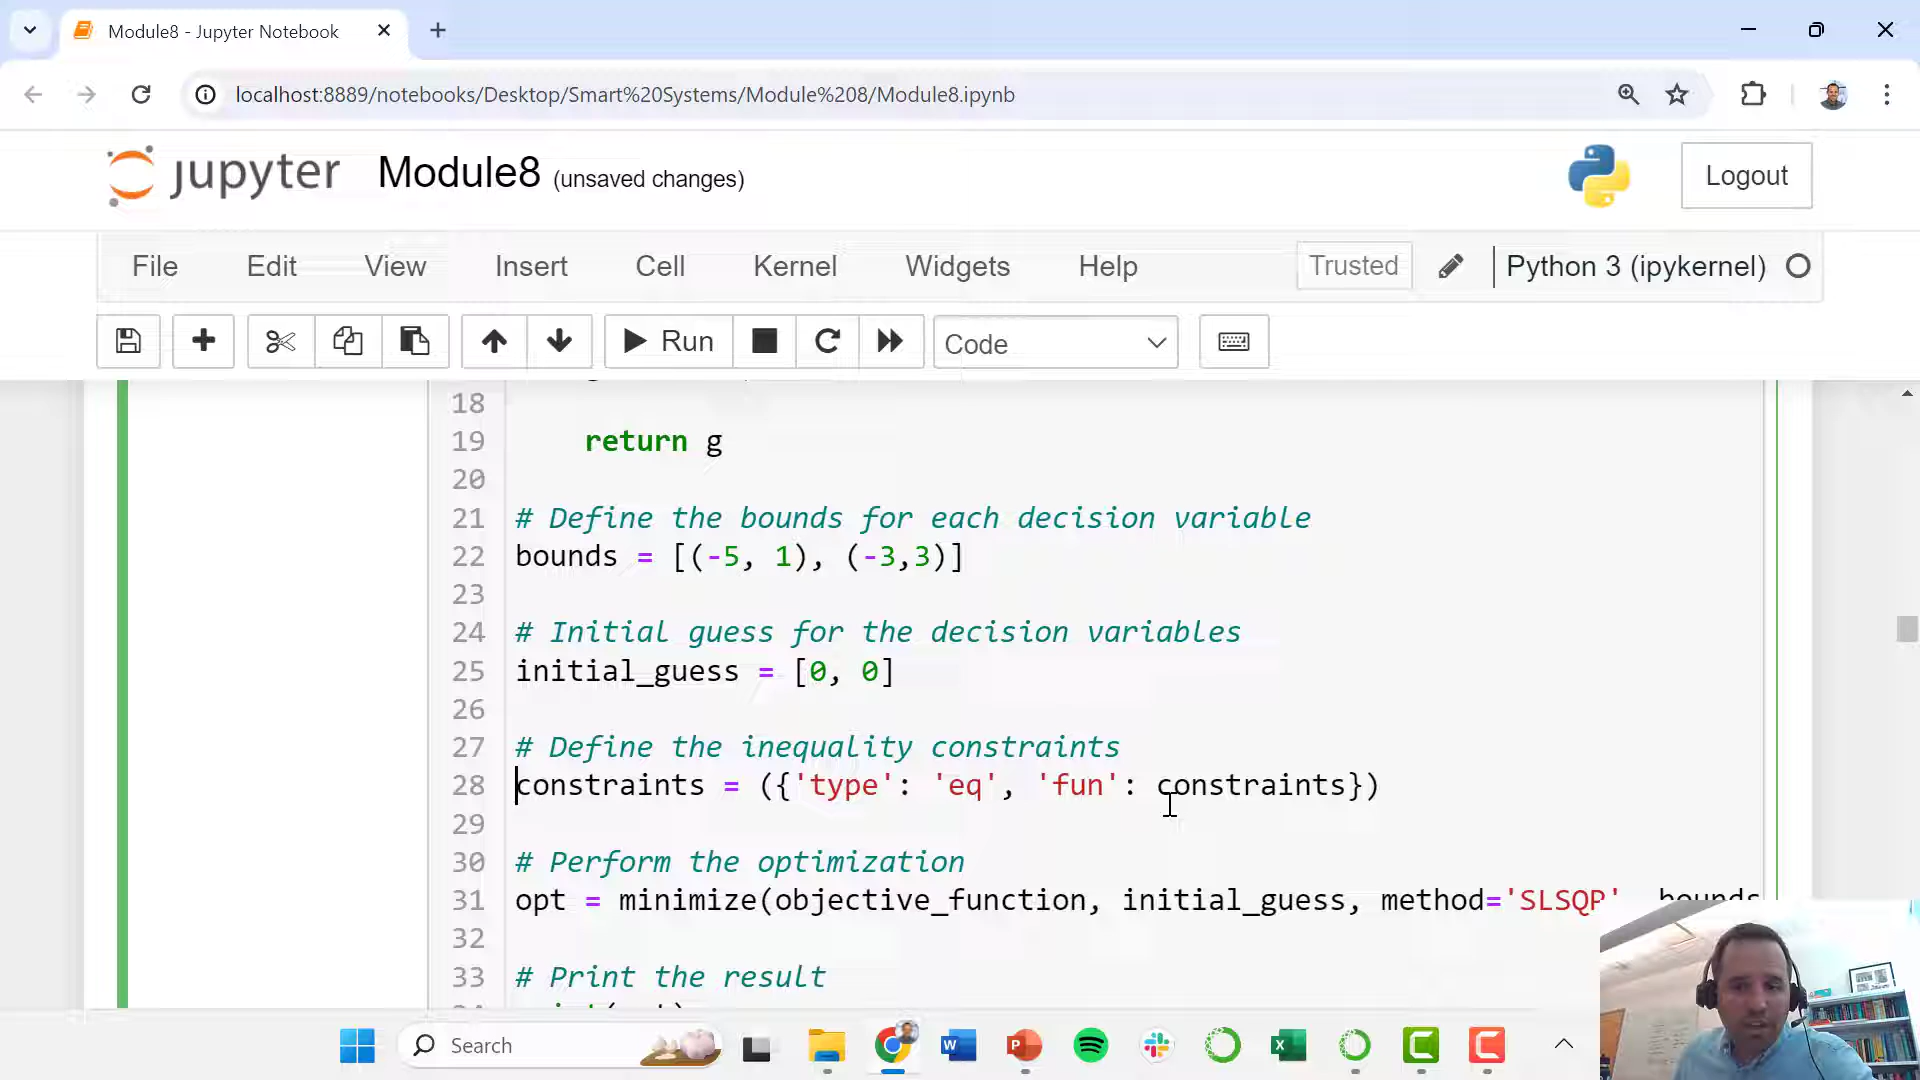 Module8 - Jupyter Notebook
localhost:8889/notebooks/Desktop/Smart%20Systems/Module%208/Module8.ipynb
jupyter Module8 (unsaved changes)
Logout
File Edit View Insert Cell Kernel Widgets Help Trusted Python 3 (ipykernel)
Run Code
18
19 return g
20
21 # Define the bounds for each decision variable
22 bounds = [(-5, 1), (-3,3)]
23
24 # Initial guess for the decision variables
25 initial_guess = [0, 0]
26
27 # Define the inequality constraints
28 constraints = ({'type': 'eq', 'fun': constraints})
29
30 # Perform the optimization
31 opt = minimize(objective_function, initial_guess, method='SLSQP', bounds
32
33 # Print the result
Search